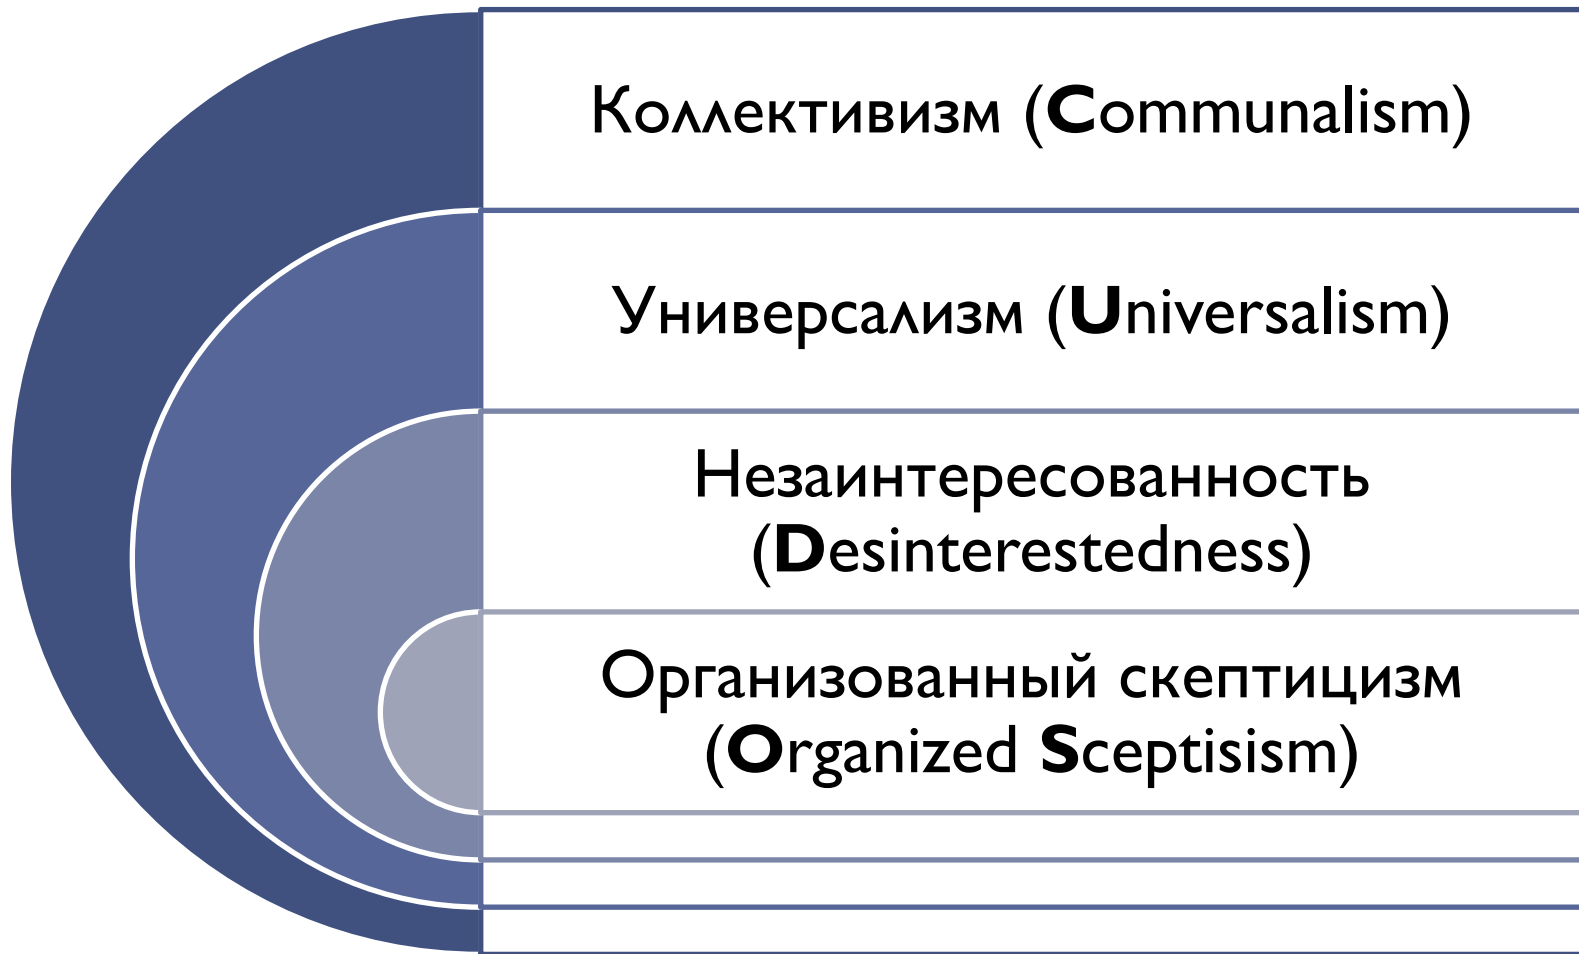 Коллективизм (Communalism)
Универсализм (Universalism)
Незаинтересованность
(Desinterestedness)
Организованный скептицизм
(Organized Sceptisism)